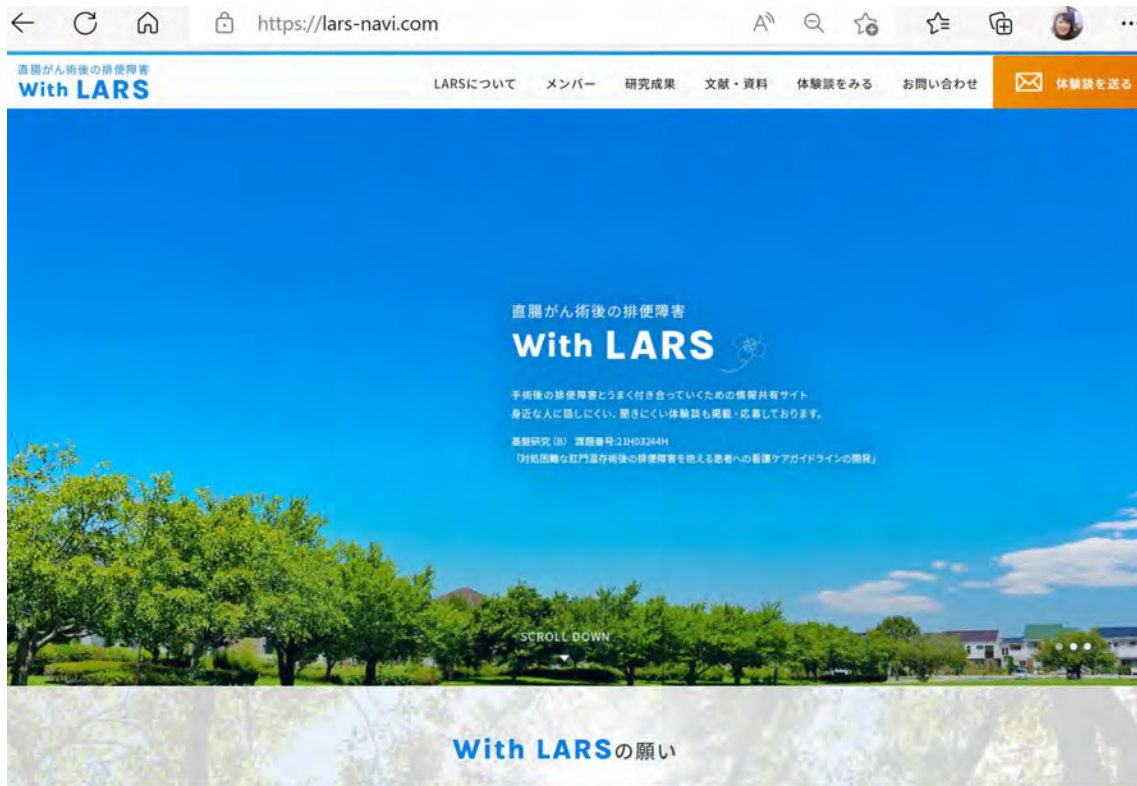 https://lars-navi.com
直腸がん術後の排便障害
With LARS
LARSについて メンバー 研究成果 文献・資料 体験談をみる お問い合わせ 体験談を送る
直腸がん術後の排便障害
With LARS
手術後の排便障害とうまく付き合っていくための情報共有サイト
身近な人に話しにくい、聞きにくい体験談も掲載・応募しております。
基盤研究（B） 課題番号:21H03244H
「対処困難な肛門温存術後の排便障害を抱える患者への看護ケアガイドラインの開発」
SCROLL DOWN
With LARSの願い